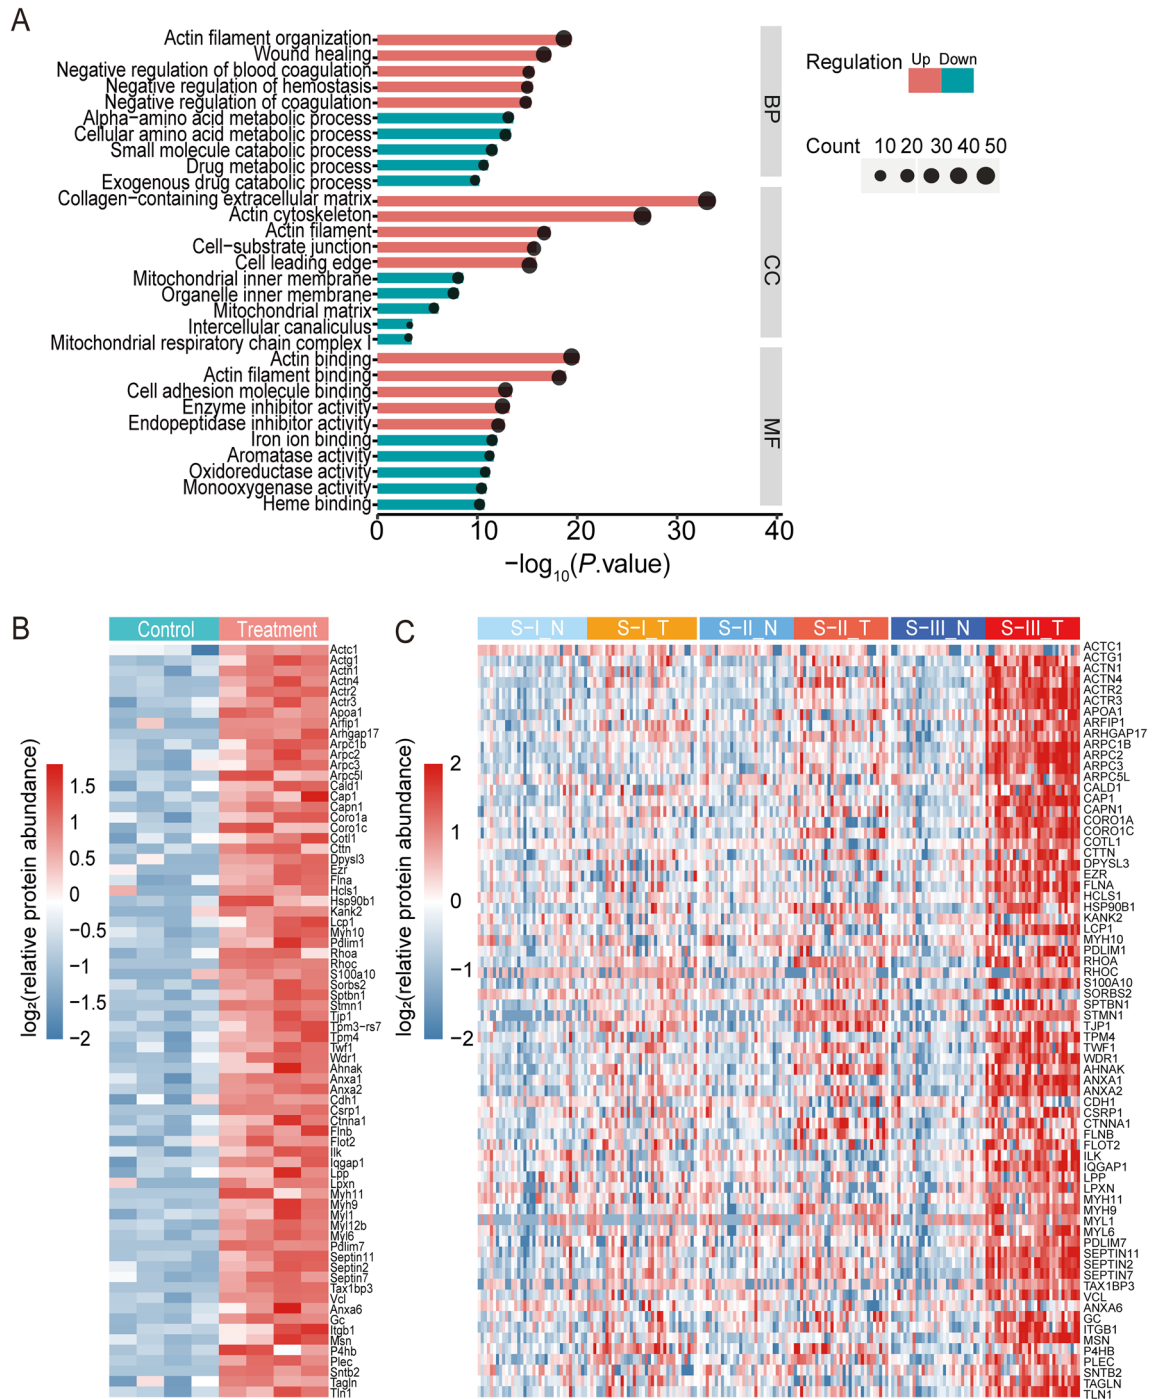 A
Actin filament organization
Wound healing
Negative regulation of blood coagulation
Negative regulation of hemostasis
Negative regulation of coagulation
Alpha−amino acid metabolic process
Cellular amino acid metabolic process
Small molecule catabolic process
Drug metabolic process
Exogenous drug catabolic process
Collagen−containing extracellular matrix
Actin cytoskeleton
Actin filament
Cell−substrate junction
Cell leading edge
Mitochondrial inner membrane
Organelle inner membrane
Mitochondrial matrix
Intercellular canaliculus
Mitochondrial respiratory chain complex I
Actin binding
Actin filament binding
Cell adhesion molecule binding
Enzyme inhibitor activity
Endopeptidase inhibitor activity
Iron ion binding
Aromatase activity
Oxidoreductase activity
Monooxygenase activity
Heme binding
0 10 20 30 40
−log10(P.value)
BP
CC
MF
Regulation Up Down
Count 10 20 30 40 50
B
Control Treatment
log₂(relative protein abundance)
1.5
1
0.5
0
−0.5
−1
−1.5
−2
Actc1
Actg1
Actn1
Actn4
Actr2
Actr3
Apoa1
Arfip1
Arhgap17
Arpc1b
Arpc2
Arpc3
Arpc5l
Cald1
Cap1
Capn1
Coro1a
Coro1c
Cotl1
Cttn
Dpysl3
Ezr
Flna
Hcls1
Hsp90b1
Kank2
Lcp1
Myh10
Pdlim1
Rhoa
Rhoc
S100a10
Sorbs2
Sptbn1
Stmn1
Tjp1
Tpm3−rs7
Tpm4
Twf1
Wdr1
Ahnak
Anxa1
Anxa2
Cdh1
Csrp1
Ctnna1
Flnb
Flot2
Ilk
Iqgap1
Lpp
Lpxn
Myh11
Myh9
Myl1
Myl12b
Myl6
Pdlim7
Septin11
Septin2
Septin7
Tax1bp3
Vcl
Anxa6
Gc
Itgb1
Msn
P4hb
Plec
Sntb2
Tagln
Tln1
C
S−I_N S−I_T S−II_N S−II_T S−III_N S−III_T
log₂(relative protein abundance)
2
1
0
−1
−2
ACTC1
ACTG1
ACTN1
ACTN4
ACTR2
ACTR3
APOA1
ARFIP1
ARHGAP17
ARPC1B
ARPC2
ARPC3
ARPC5L
CALD1
CAP1
CAPN1
CORO1A
CORO1C
COTL1
CTTN
DPYSL3
EZR
FLNA
HCLS1
HSP90B1
KANK2
LCP1
MYH10
PDLIM1
RHOA
RHOC
S100A10
SORBS2
SPTBN1
STMN1
TJP1
TPM4
TWF1
WDR1
AHNAK
ANXA1
ANXA2
CDH1
CSRP1
CTNNA1
FLNB
FLOT2
ILK
IQGAP1
LPP
LPXN
MYH11
MYH9
MYL1
MYL6
PDLIM7
SEPTIN11
SEPTIN2
SEPTIN7
TAX1BP3
VCL
ANXA6
GC
ITGB1
MSN
P4HB
PLEC
SNTB2
TAGLN
TLN1